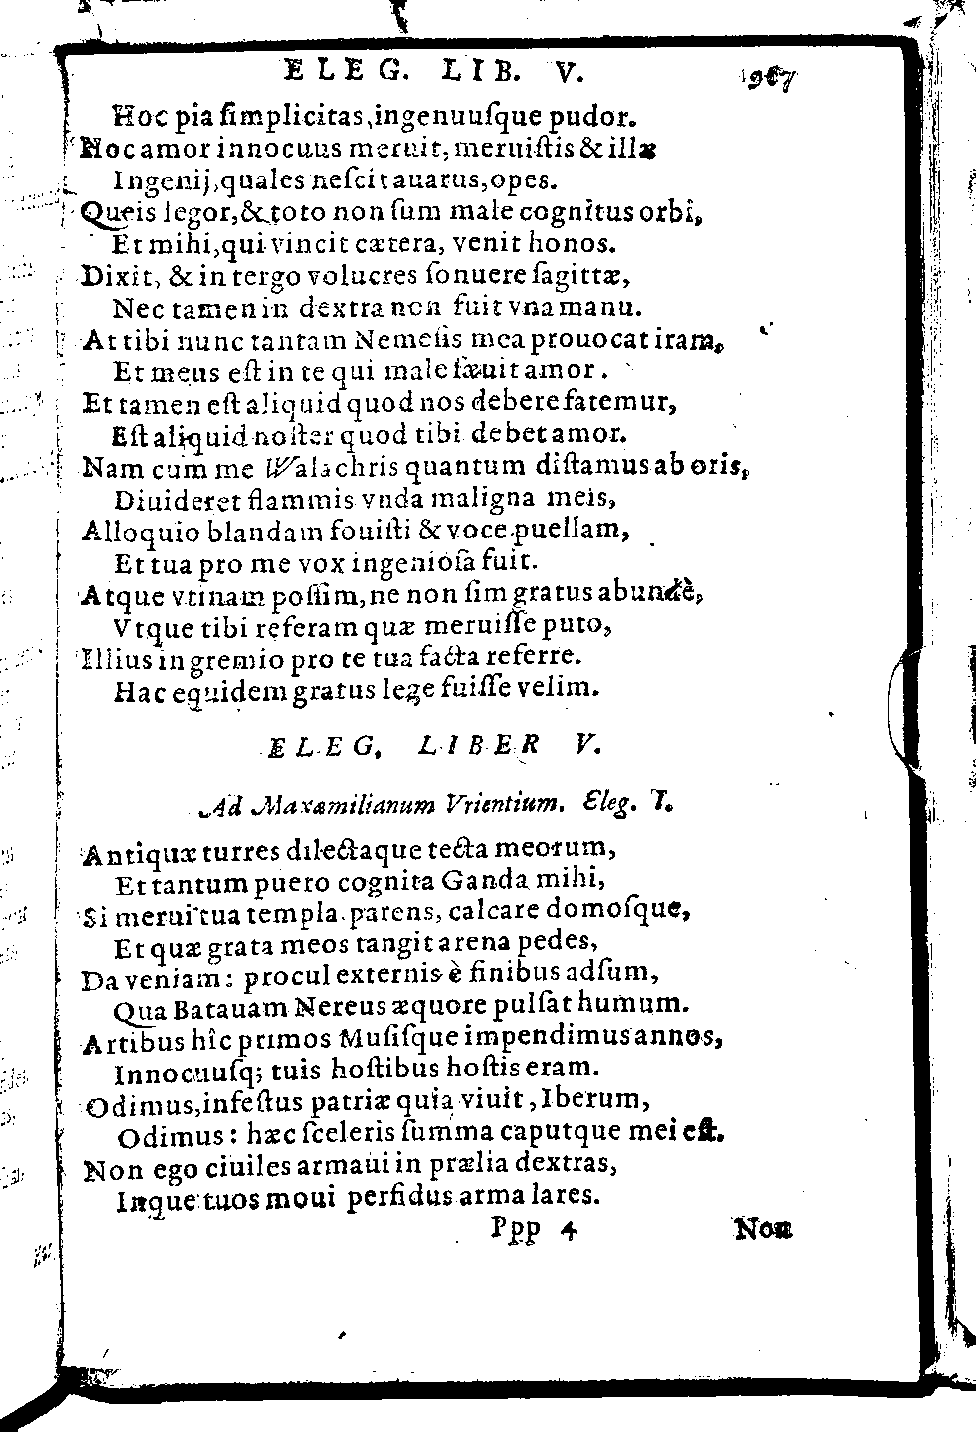 ELEG. LIB. V. 967
Hoc pia ſimplicitas, ingenuuſque pudor.
Hoc amor innocuus meruit, meruiſtis & illæ
Ingenij, quales neſcit auarus, opes.
Queis legor, & toto non ſum male cognitus orbi,
Et mihi, qui vincit cætera, venit honos.
Dixit, & in tergo volucres ſonuere ſagittæ,
Nec tamen in dextra non fuit vna manu.
At tibi nunc tantam Nemeſis mea prouocat iram,
Et meus eſt in te qui male ſæuit amor.
Et tamen eſt aliquid quod nos debere fatemur,
Eſt aliquid noſter quod tibi debet amor.
Nam cum me Walachris quantum diſtamus ab oris,
Diuideret flammis vnda maligna meis,
Alloquio blandam fouiſti & voce puellam,
Et tua pro me vox ingenioſa fuit.
Atque vtinam poſſim, ne non ſim gratus abundè,
Vtque tibi referam quæ meruiſſe puto,
Illius in gremio pro te tua facta referre.
Hac equidem gratus lege fuiſſe velim.
ELEG. LIBER V.
Ad Maxamilianum Vrientium. Eleg. I.
Antiquæ turres dilectaque tecta meorum,
Et tantum puero cognita Ganda mihi,
Si merui tua templa parens, calcare domoſque,
Et quæ grata meos tangit arena pedes,
Da veniam: procul externis è finibus adſum,
Qua Batauam Nereus æquore pulſat humum.
Artibus hîc primos Muſiſque impendimus annos,
Innocuuſq; tuis hoſtibus hoſtis eram.
Odimus, infeſtus patriæ quia viuit, Iberum,
Odimus: hæc ſceleris ſumma caputque mei eſt.
Non ego ciuiles armaui in prælia dextras,
Inque tuos moui perfidus arma lares.
Ppp 4 Non